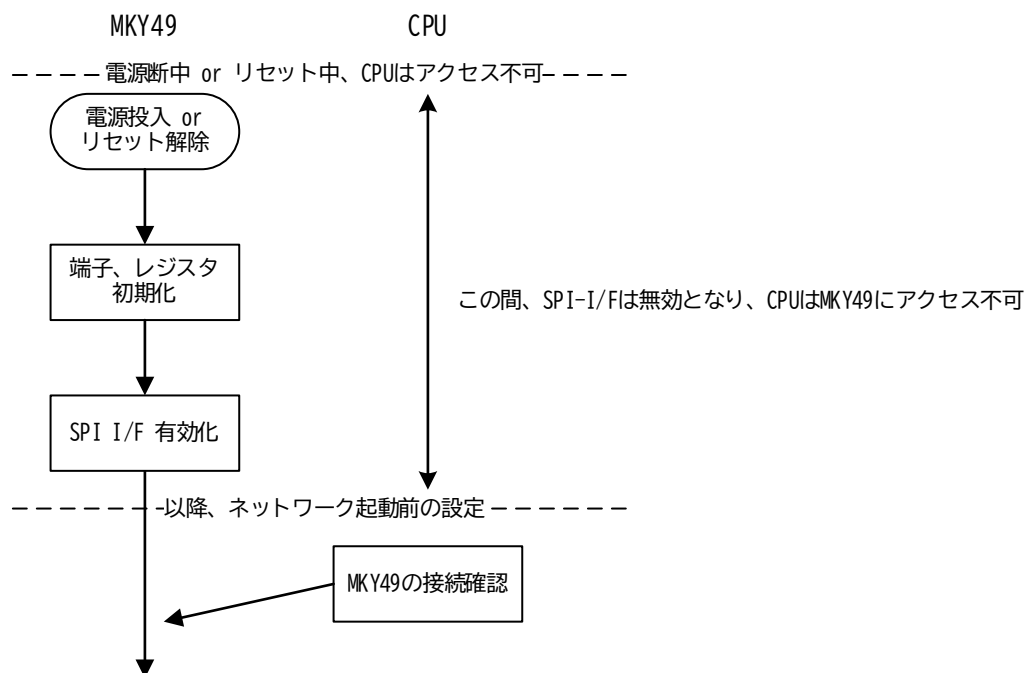 MKY49 CPU
電源断中 or リセット中、CPUはアクセス不可
電源投入 or
リセット解除
端子、レジスタ
初期化
この間、SPI-I/Fは無効となり、CPUはMKY49にアクセス不可
SPI I/F 有効化
以降、ネットワーク起動前の設定
MKY49の接続確認